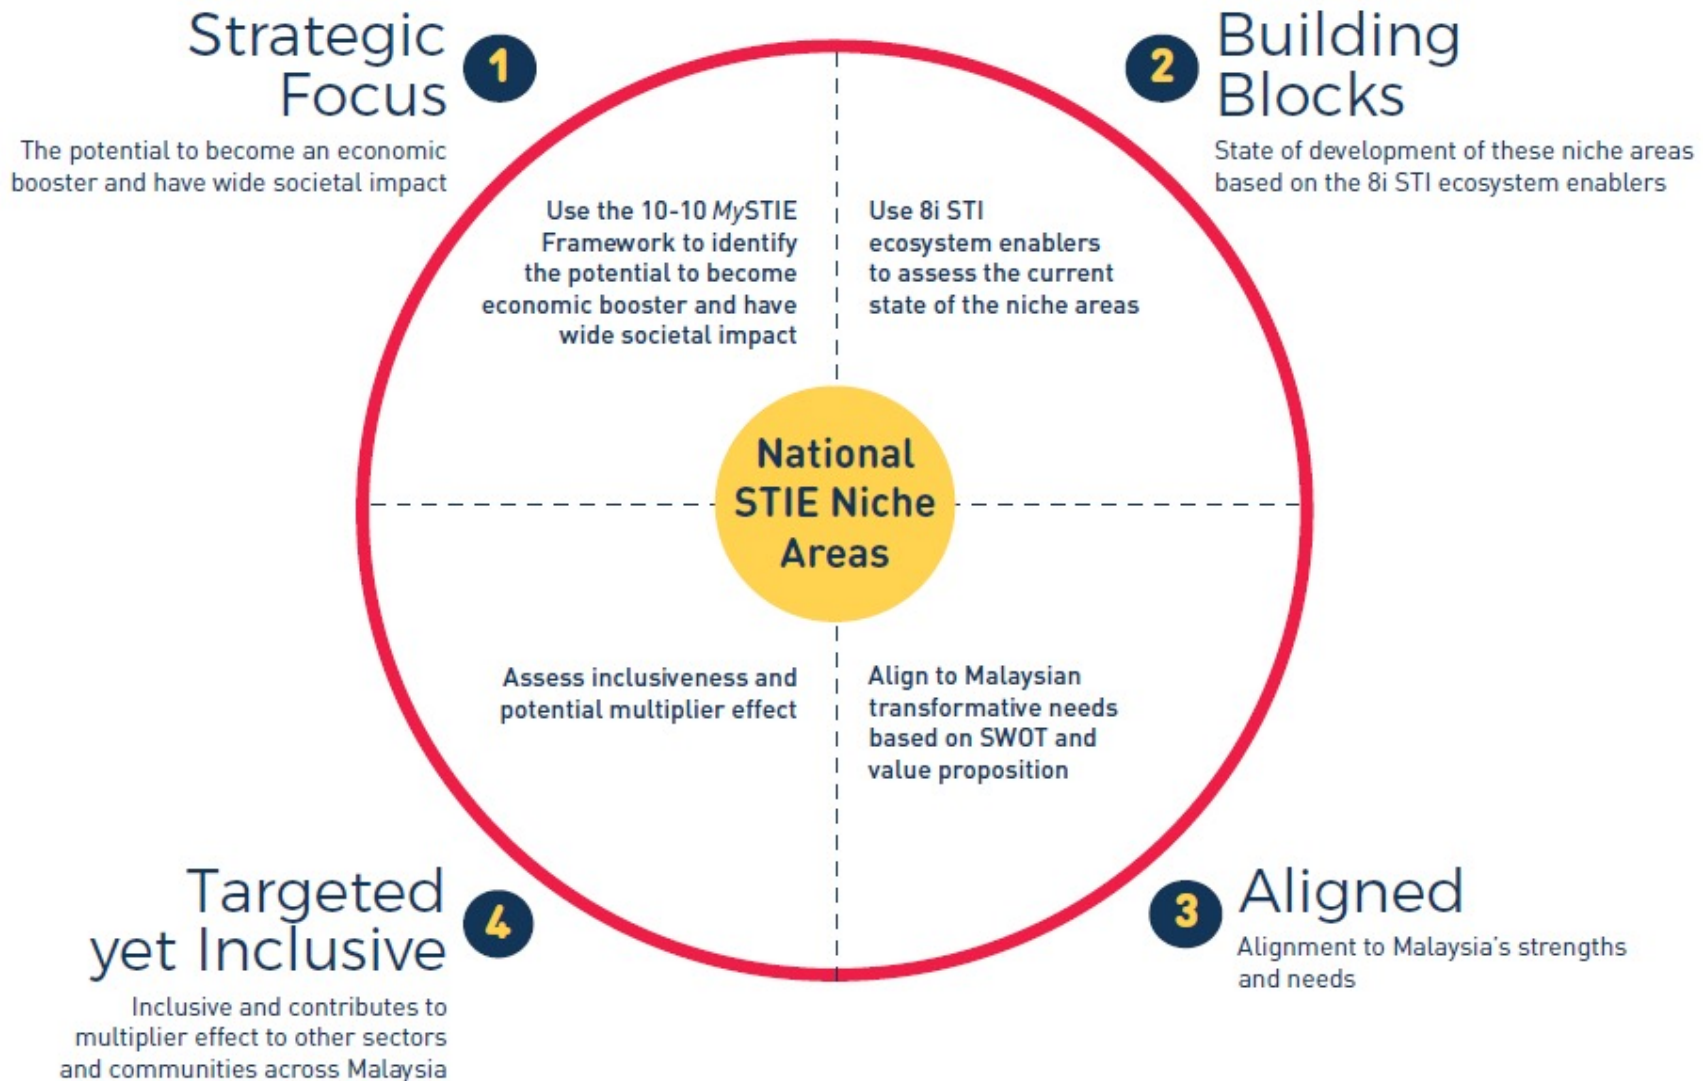 Strategic
Focus
1
The potential to become an economic
booster and have wide societal impact
2
Building
Blocks
State of development of these niche areas
based on the 8i STI ecosystem enablers
Use the 10-10 MySTIE
Framework to identify
the potential to become
economic booster and have
wide societal impact
Use 8i STI
ecosystem enablers
to assess the current
state of the niche areas
National
STIE Niche
Areas
Assess inclusiveness and
potential multiplier effect
Align to Malaysian
transformative needs
based on SWOT and
value proposition
3
Aligned
Alignment to Malaysia's strengths
and needs
Targeted
yet Inclusive
4
Inclusive and contributes to
multiplier effect to other sectors
and communities across Malaysia